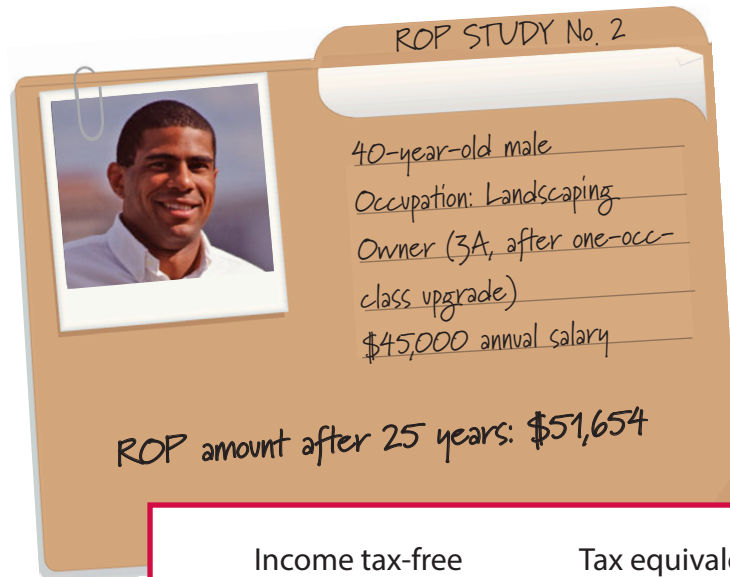 ROP STUDY No. 2
40-year-old male
Occupation: Landscaping
Owner (3A, after one-occ-
class upgrade)
$45,000 annual salary
ROP amount after 25 years: $51,654
Income tax-free